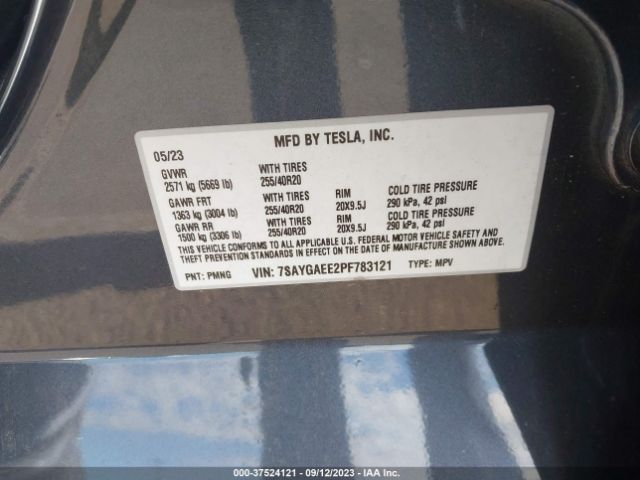 MFD BY TESLA, INC.
05/23
GVWR WITH TIRES
2571 kg (5669 lb) 255/40R20
GAWR FRT WITH TIRES RIM COLD TIRE PRESSURE
1363 kg (3004 lb) 255/40R20 20X9.5J 290 kPa, 42 psi
GAWR RR WITH TIRES RIM COLD TIRE PRESSURE
1500 kg (3306 lb) 255/40R20 20X9.5J 290 kPa, 42 psi
THIS VEHICLE CONFORMS TO ALL APPLICABLE U.S. FEDERAL MOTOR VEHICLE SAFETY AND
THEFT PREVENTION STANDARDS IN EFFECT ON THE DATE OF MANUFACTURE SHOWN ABOVE.
PNT: PMNG VIN: 7SAYGAEE2PF783121 TYPE: MPV
000-37524121 - 09/12/2023 - IAA Inc.